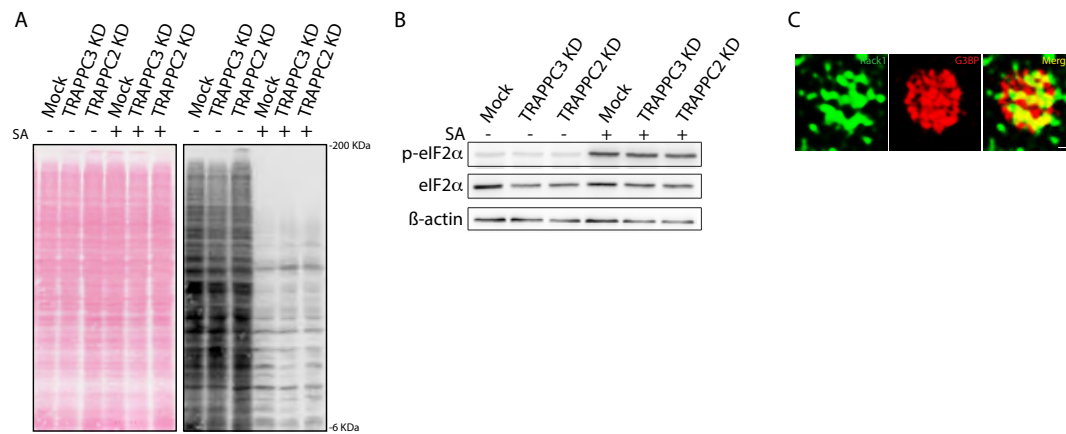 A
Mock
TRAPPC3 KD
TRAPPC2 KD
Mock
TRAPPC3 KD
TRAPPC2 KD
Mock
TRAPPC3 KD
TRAPPC2 KD
Mock
TRAPPC3 KD
TRAPPC2 KD
SA - - - + + + - - - + + +
-200 KDa
-6 KDa
B
Mock
TRAPPC3 KD
TRAPPC2 KD
Mock
TRAPPC3 KD
TRAPPC2 KD
SA - - - + + +
p-eIF2α
eIF2α
ß-actin
C
Rack1 G3BP Merg